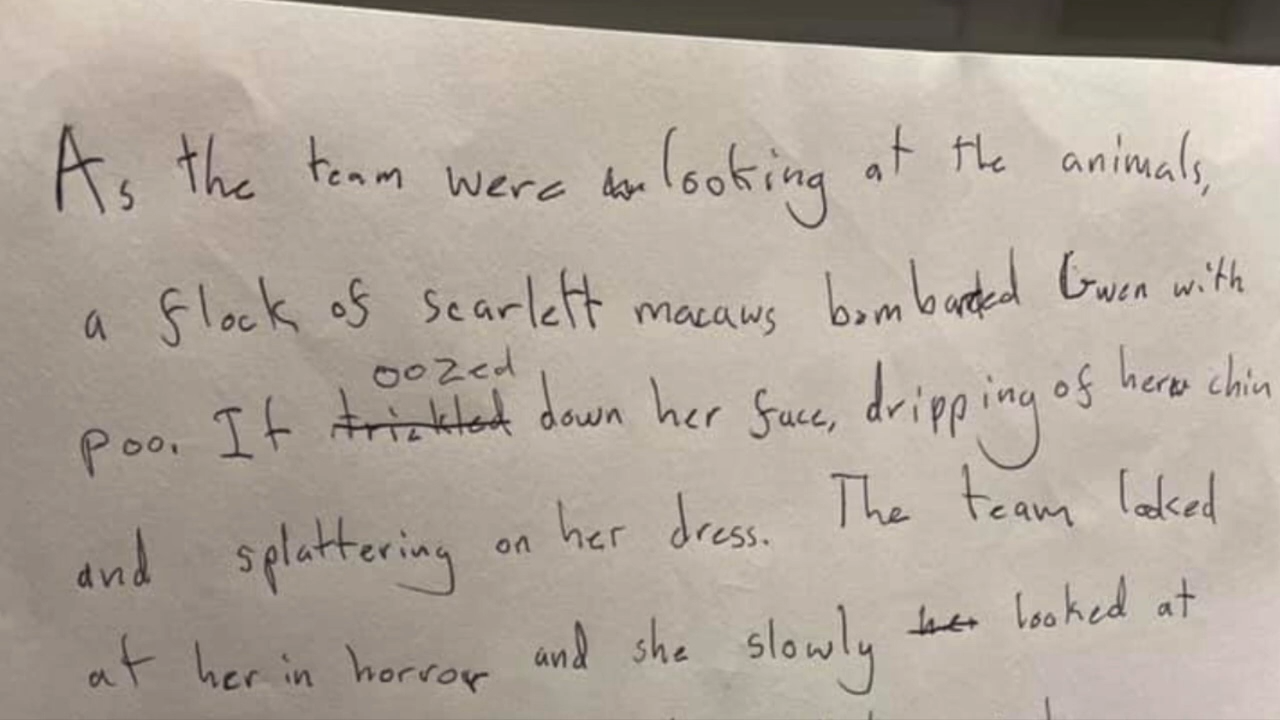 As the team were looking at the animals,
a flock of scarlett macaws bombarded Gwen with
oozed
poo. It trickled down her face, dripping of her chin
and splattering on her dress. The team looked
at her in horror and she slowly looked at